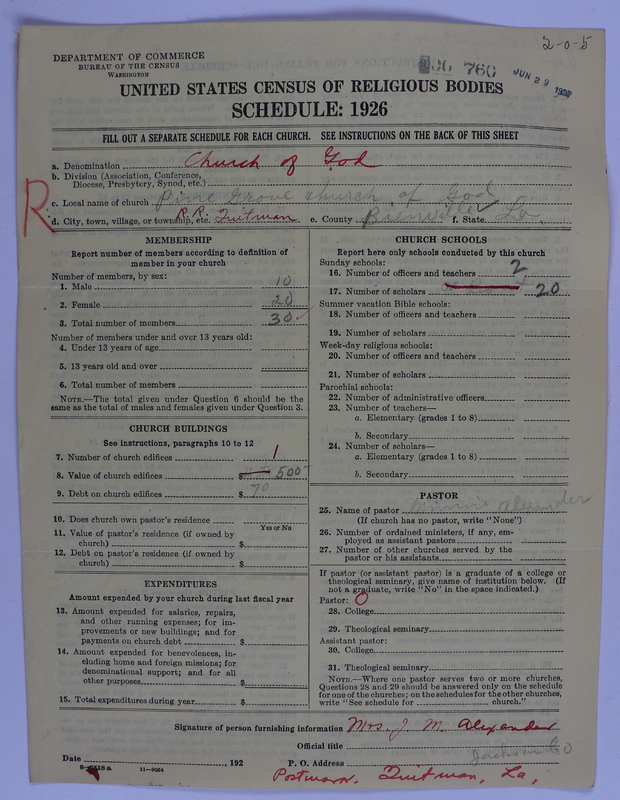 2-0-5
DEPARTMENT OF COMMERCE
BUREAU OF THE CENSUS
WASHINGTON
760
JUN 29
UNITED STATES CENSUS OF RELIGIOUS BODIES
SCHEDULE: 1926
FILL OUT A SEPARATE SCHEDULE FOR EACH CHURCH. SEE INSTRUCTIONS ON THE BACK OF THIS SHEET
R
a. Denomination Church of God
b. Division (Association, Conference,
Diocese, Presbytery, Synod, etc.)
c. Local name of church Pine Grove Church of God
d. City, town, village, or township, etc. R.R. Quitman e. County Bienville f. State La.
MEMBERSHIP
Report number of members according to definition of
member in your church
Number of members, by sex:
1. Male 10
2. Female 20
3. Total number of members 30
Number of members under and over 13 years old:
4. Under 13 years of age
5. 13 years old and over
6. Total number of members
NOTE.—The total given under Question 6 should be
same as the total of males and females given under Question 3.
CHURCH BUILDINGS
See instructions, paragraphs 10 to 12
7. Number of church edifices 1
8. Value of church edifices $ 500
9. Debt on church edifices $ 70
10. Does church own pastor's residence
Yes or No
11. Value of pastor's residence (if owned by
church) $
12. Debt on pastor's residence (if owned by
church) $
EXPENDITURES
Amount expended by your church during last fiscal year
13. Amount expended for salaries, repairs,
and other running expenses; for im-
provements or new buildings; and for
payments on church debt $
14. Amount expended for benevolences, in-
cluding home and foreign missions; for
denominational support; and for all
other purposes $
15. Total expenditures during year $
CHURCH SCHOOLS
Report here only schools conducted by this church
Sunday schools:
16. Number of officers and teachers 2
17. Number of scholars 20
Summer vacation Bible schools:
18. Number of officers and teachers
19. Number of scholars
Week-day religious schools:
20. Number of officers and teachers
21. Number of scholars
Parochial schools:
22. Number of administrative officers
23. Number of teachers—
a. Elementary (grades 1 to 8)
b. Secondary
24. Number of scholars—
a. Elementary (grades 1 to 8)
b. Secondary
PASTOR
25. Name of pastor Alexander
(If church has no pastor, write "None")
26. Number of ordained ministers, if any, em-
ployed as assistant pastors
27. Number of other churches served by the
pastor or his assistants
If pastor (or assistant pastor) is a graduate of a college or
theological seminary, give name of institution below. (If
not a graduate, write "No" in the space indicated.)
Pastor: O
28. College
29. Theological seminary
Assistant pastor:
30. College
31. Theological seminary
NOTE.—Where one pastor serves two or more churches,
Questions 28 and 29 should be answered only on the schedule
for one of the churches; on the schedules for the other churches,
write "See schedule for church."
Signature of person furnishing information Mrs. J. M. Alexander
Official title
Jackson Co
Date , 192 P. O. Address
11-9024
Quitman, La,